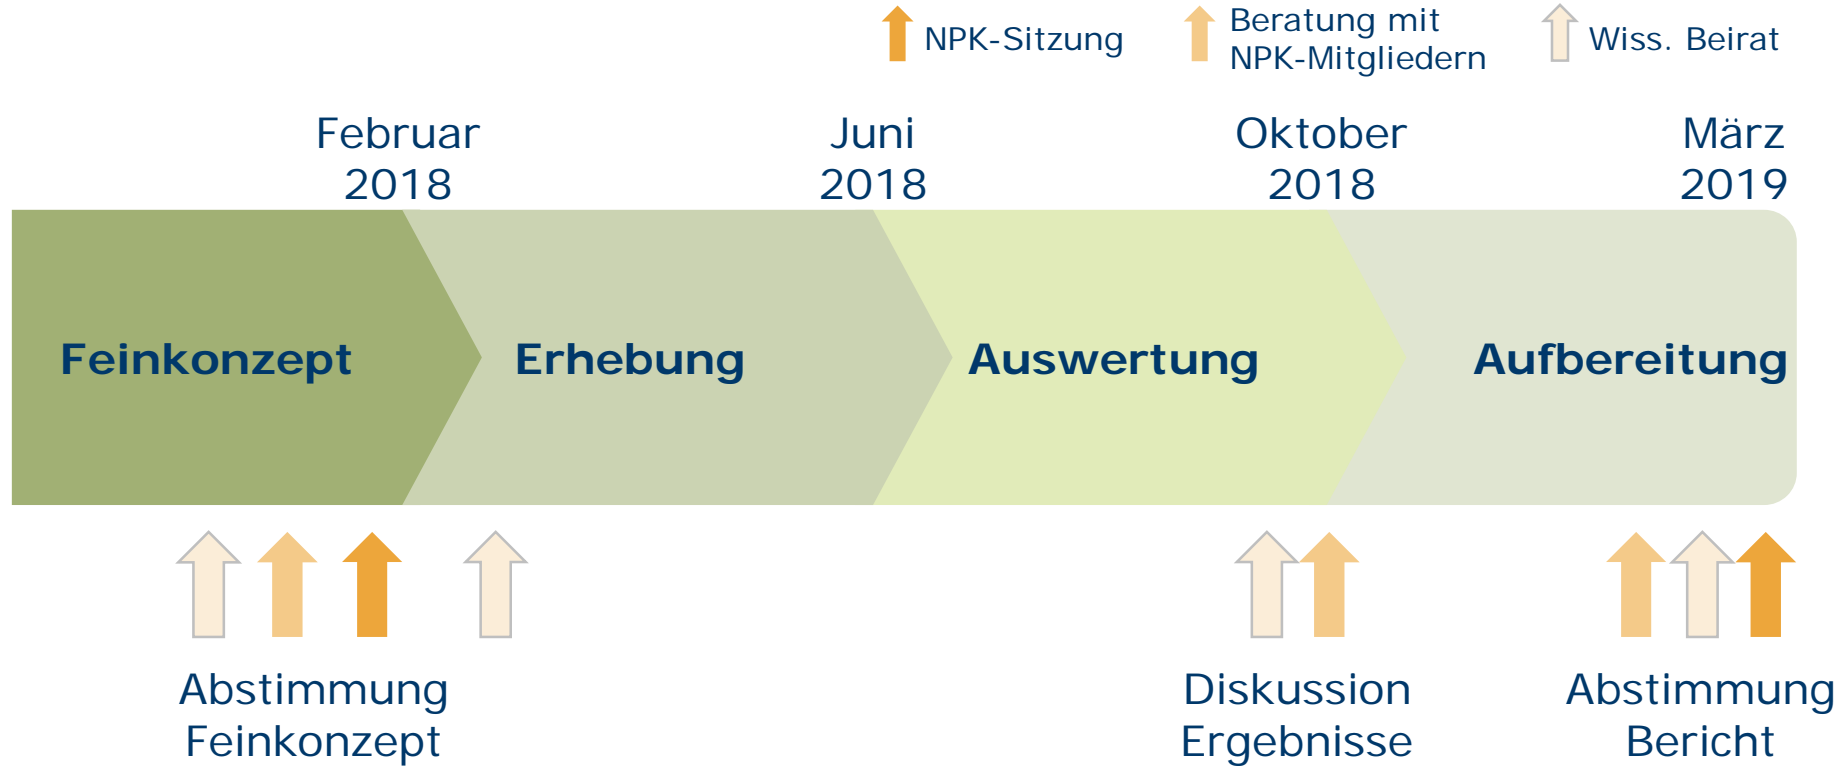 NPK-Sitzung
Beratung mit
NPK-Mitgliedern
Wiss. Beirat
Februar
2018
Juni
2018
Oktober
2018
März
2019
Feinkonzept
Erhebung
Auswertung
Aufbereitung
Abstimmung
Feinkonzept
Diskussion
Ergebnisse
Abstimmung
Bericht